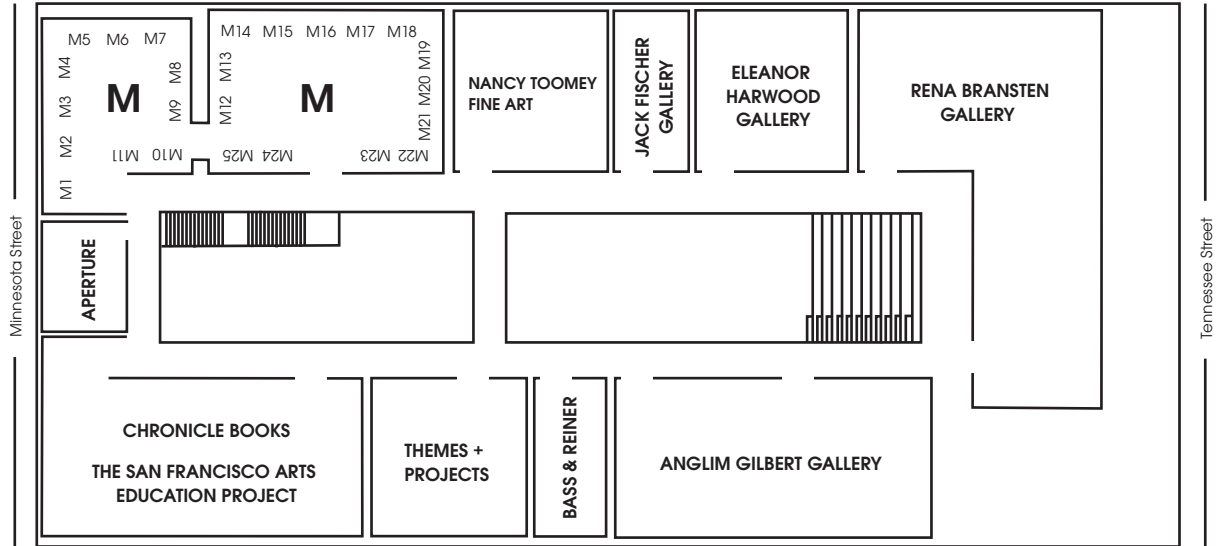 M5 M6 M7
M4
M3
M2
M1
M
M8
M9
M11 M10
M14 M15 M16 M17 M18
M13
M12
M
M19
M20
M21
M25 M24 M23 M22
NANCY TOOMEY
FINE ART
JACK FISCHER
GALLERY
ELEANOR
HARWOOD
GALLERY
RENA BRANSTEN
GALLERY
Minnesota Street
APERTURE
Tennessee Street
CHRONICLE BOOKS
THE SAN FRANCISCO ARTS
EDUCATION PROJECT
THEMES +
PROJECTS
BASS & REINER
ANGLIM GILBERT GALLERY